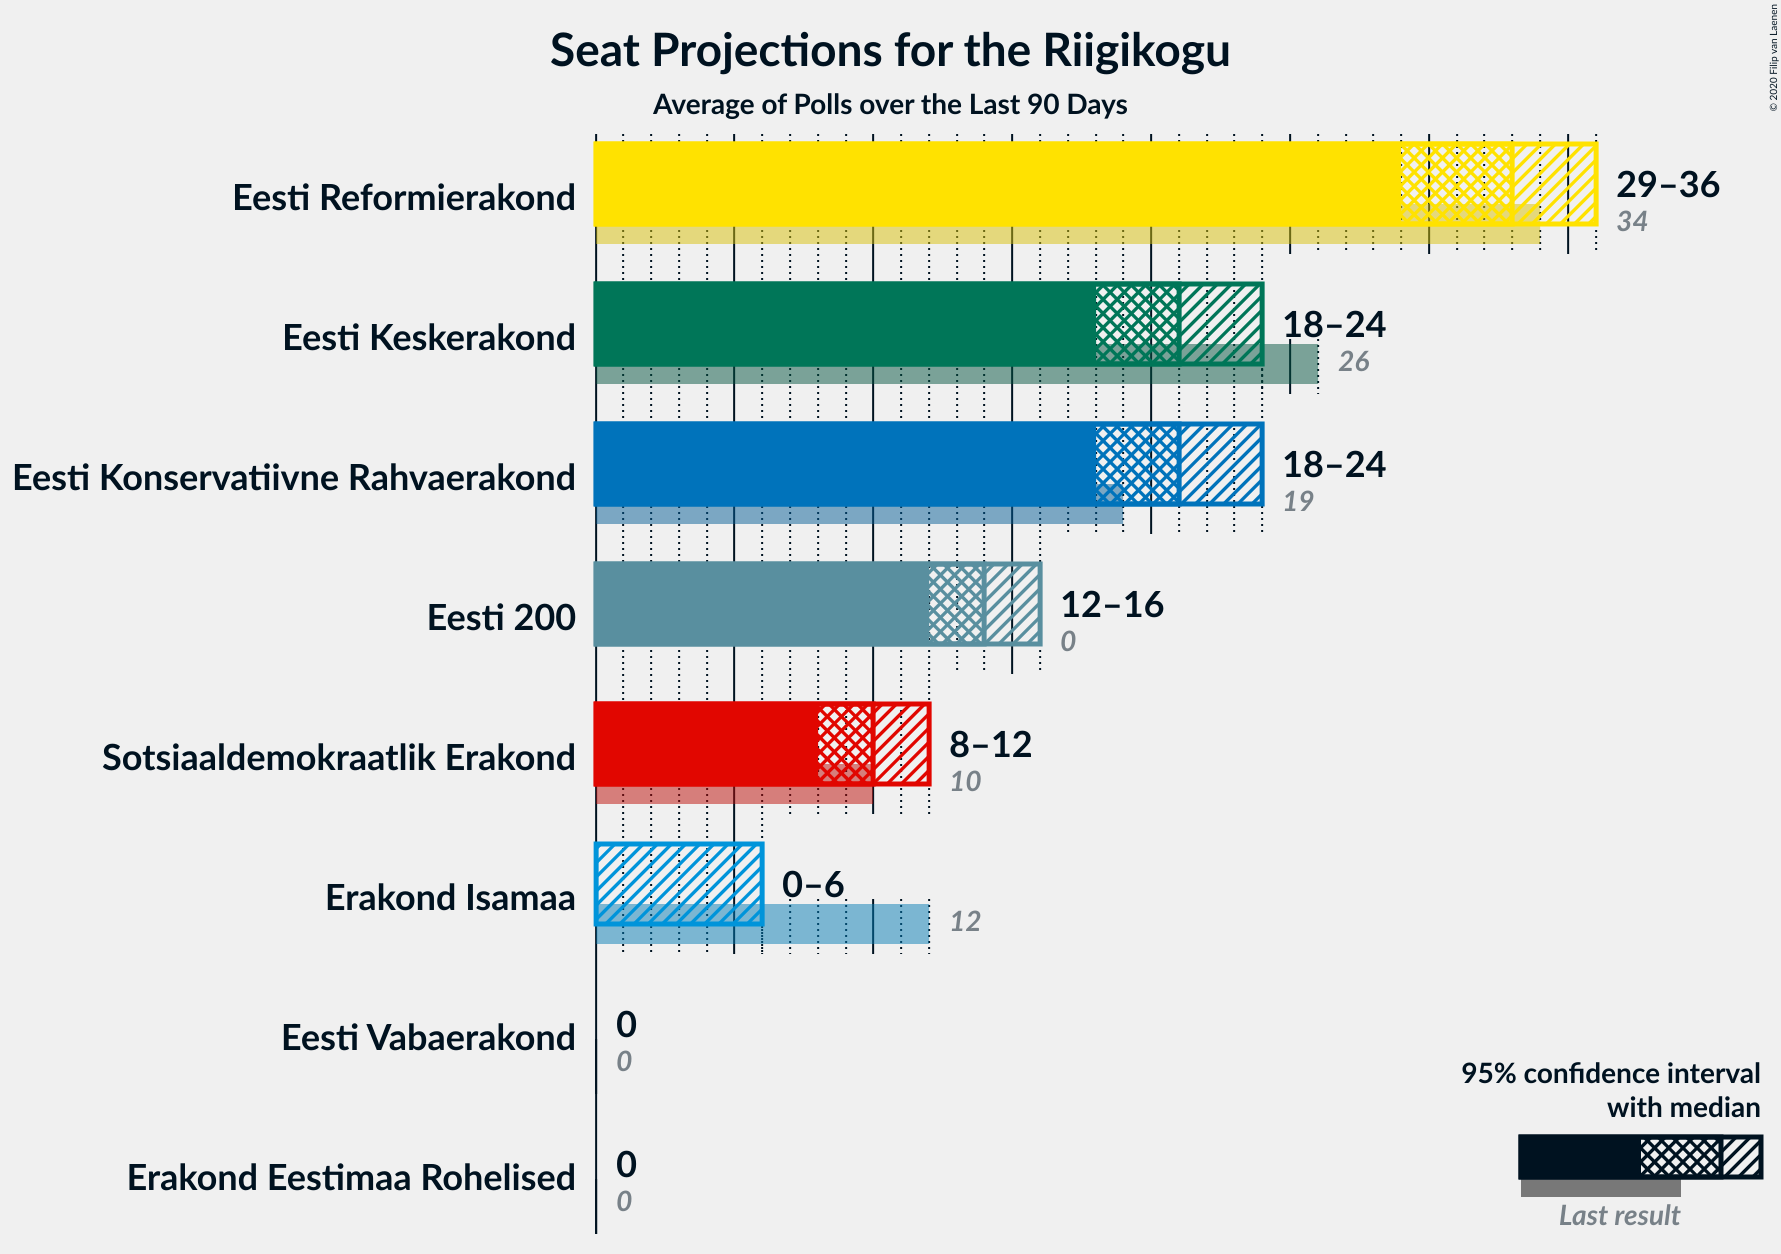 Seat Projections for the Riigikogu
Average of Polls over the Last 90 Days
© 2020 Filip van Laenen
Eesti Reformierakond
29–36
34
Eesti Keskerakond
18–24
26
Eesti Konservatiivne Rahvaerakond
18–24
19
Eesti 200
12–16
0
Sotsiaaldemokraatlik Erakond
8–12
10
Erakond Isamaa
0–6
12
Eesti Vabaerakond
0
0
Erakond Eestimaa Rohelised
0
0
95% confidence interval
with median
Last result